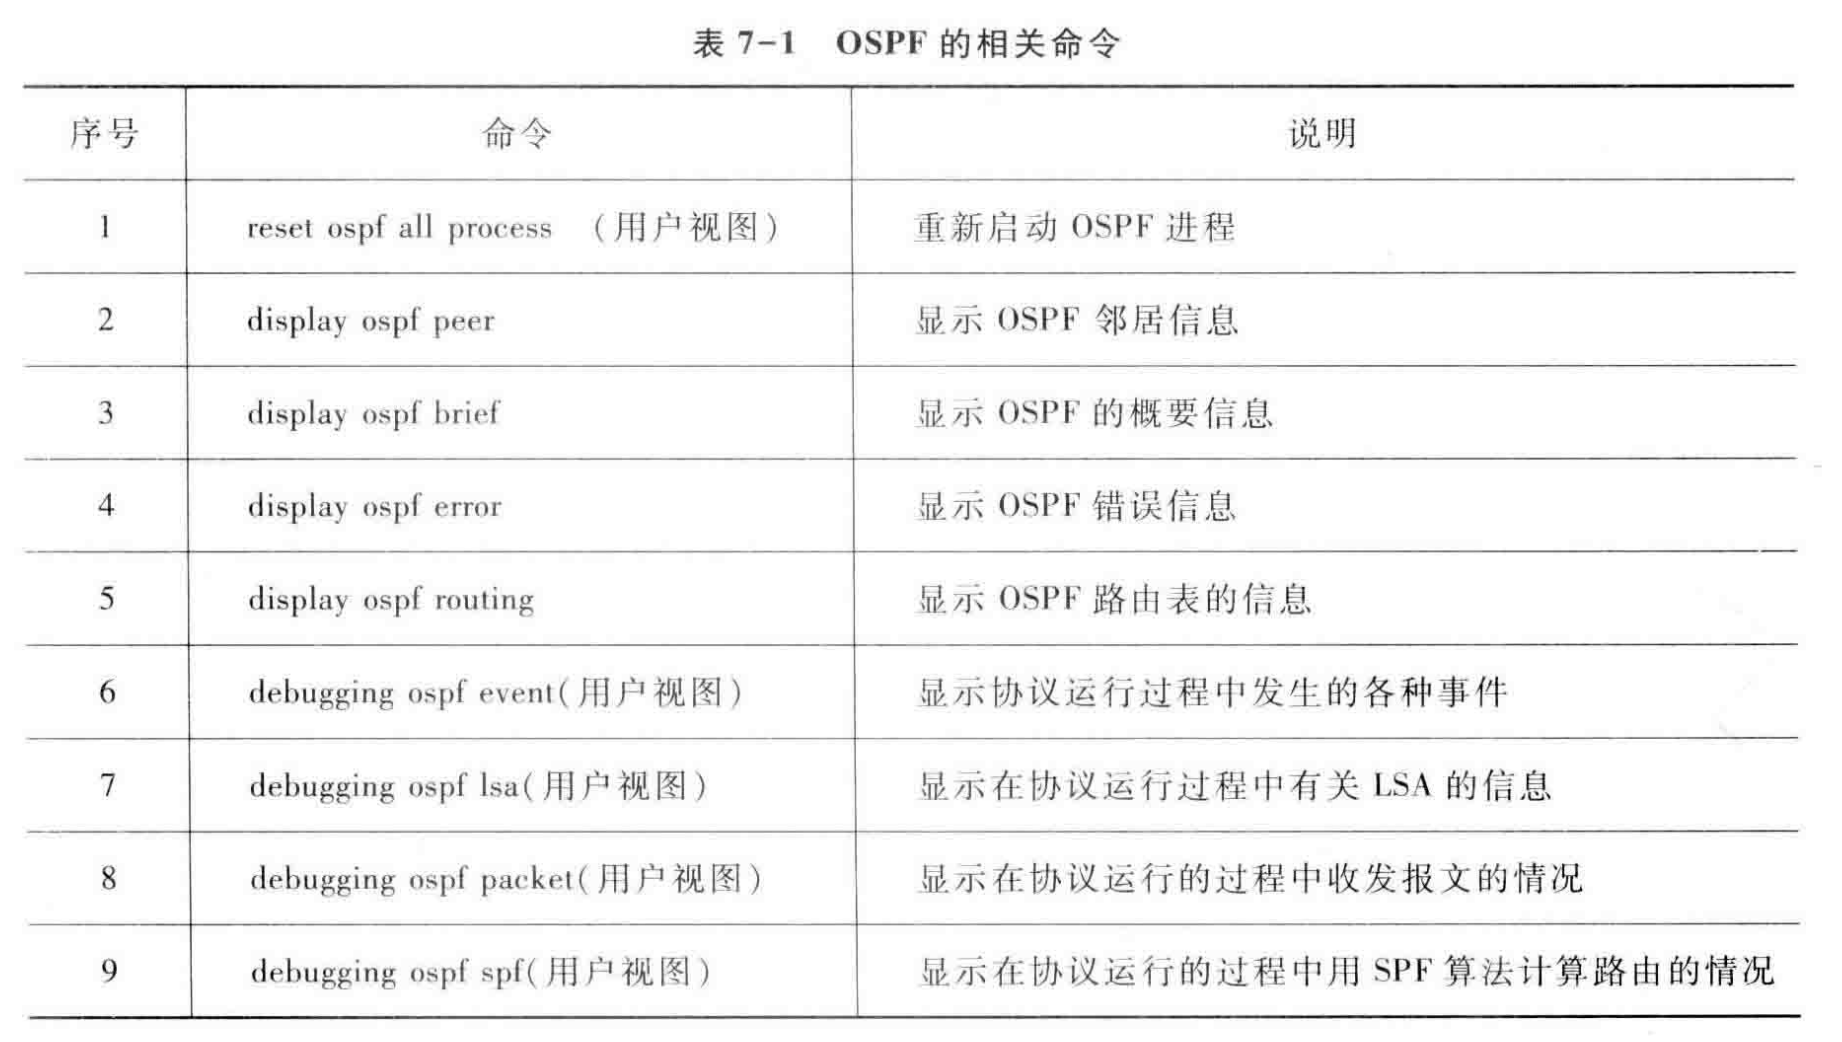 表 7-1 OSPF 的相关命令
序号 命令 说明
1 reset ospf all process （用户视图） 重新启动 OSPF 进程
2 display ospf peer 显示 OSPF 邻居信息
3 display ospf brief 显示 OSPF 的概要信息
4 display ospf error 显示 OSPF 错误信息
5 display ospf routing 显示 OSPF 路由表的信息
6 debugging ospf event(用户视图) 显示协议运行过程中发生的各种事件
7 debugging ospf lsa(用户视图) 显示在协议运行过程中有关 LSA 的信息
8 debugging ospf packet(用户视图) 显示在协议运行的过程中收发报文的情况
9 debugging ospf spf(用户视图) 显示在协议运行的过程中用 SPF 算法计算路由的情况